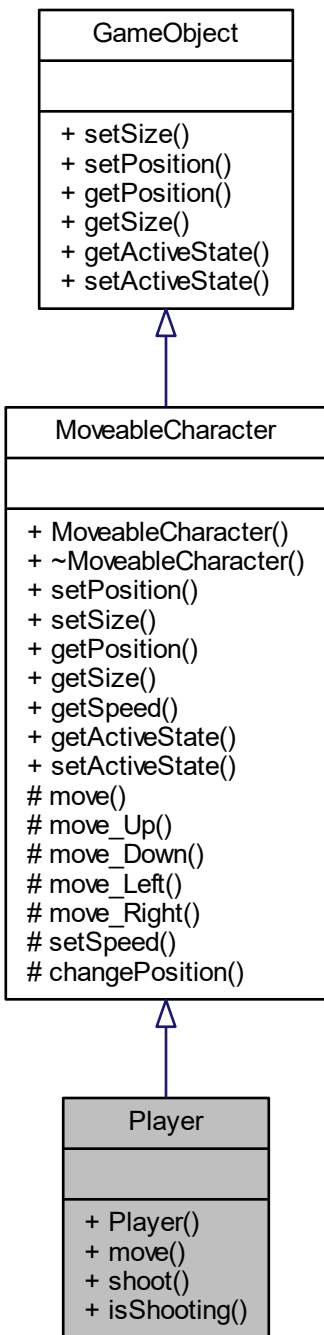 GameObject
+ setSize()
+ setPosition()
+ getPosition()
+ getSize()
+ getActiveState()
+ setActiveState()
MoveableCharacter
+ MoveableCharacter()
+ ~MoveableCharacter()
+ setPosition()
+ setSize()
+ getPosition()
+ getSize()
+ getSpeed()
+ getActiveState()
+ setActiveState()
# move()
# move_Up()
# move_Down()
# move_Left()
# move_Right()
# setSpeed()
# changePosition()
Player
+ Player()
+ move()
+ shoot()
+ isShooting()